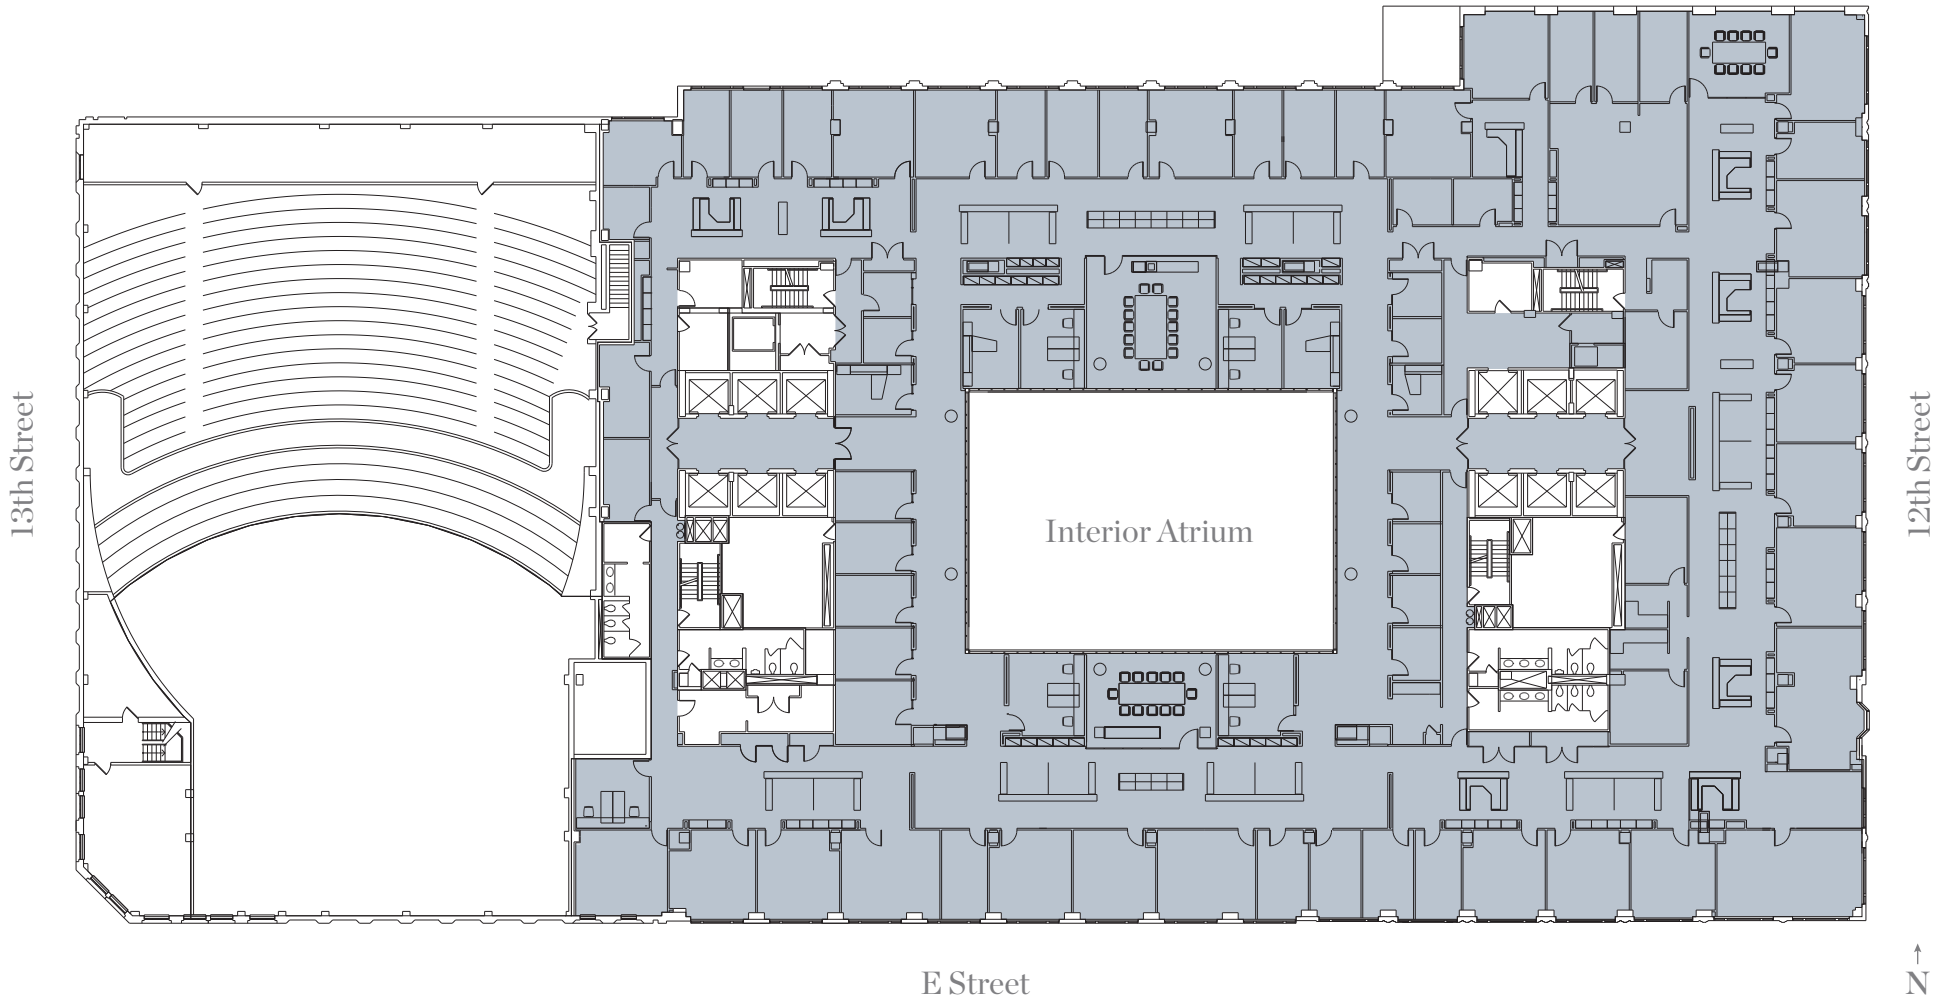 13th Street
Interior Atrium
12th Street
E Street
N